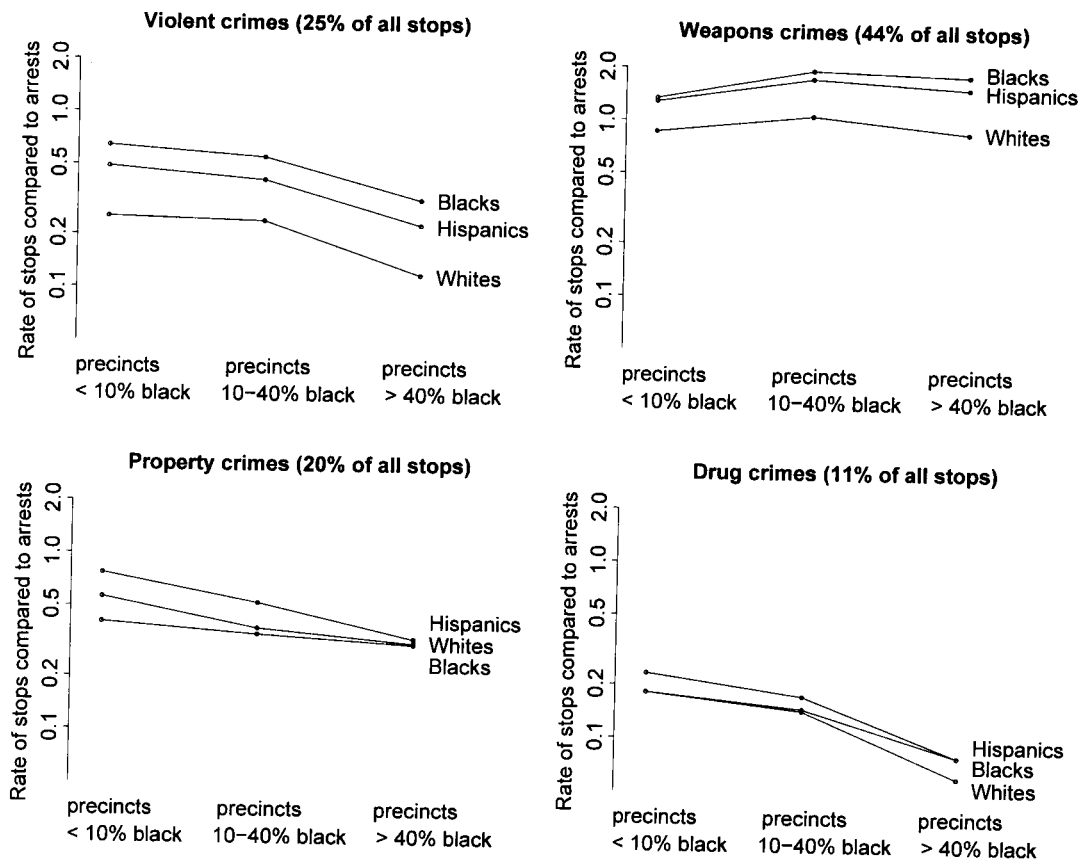 Violent crimes (25% of all stops)
Rate of stops compared to arrests
2.0
1.0
0.5
0.2
0.1
Blacks
Hispanics
Whites
precincts
< 10% black
precincts
10−40% black
precincts
> 40% black
Weapons crimes (44% of all stops)
Rate of stops compared to arrests
2.0
1.0
0.5
0.2
0.1
Blacks
Hispanics
Whites
precincts
< 10% black
precincts
10−40% black
precincts
> 40% black
Property crimes (20% of all stops)
Rate of stops compared to arrests
2.0
1.0
0.5
0.2
0.1
Hispanics
Whites
Blacks
precincts
< 10% black
precincts
10−40% black
precincts
> 40% black
Drug crimes (11% of all stops)
Rate of stops compared to arrests
2.0
1.0
0.5
0.2
0.1
Hispanics
Blacks
Whites
precincts
< 10% black
precincts
10−40% black
precincts
> 40% black